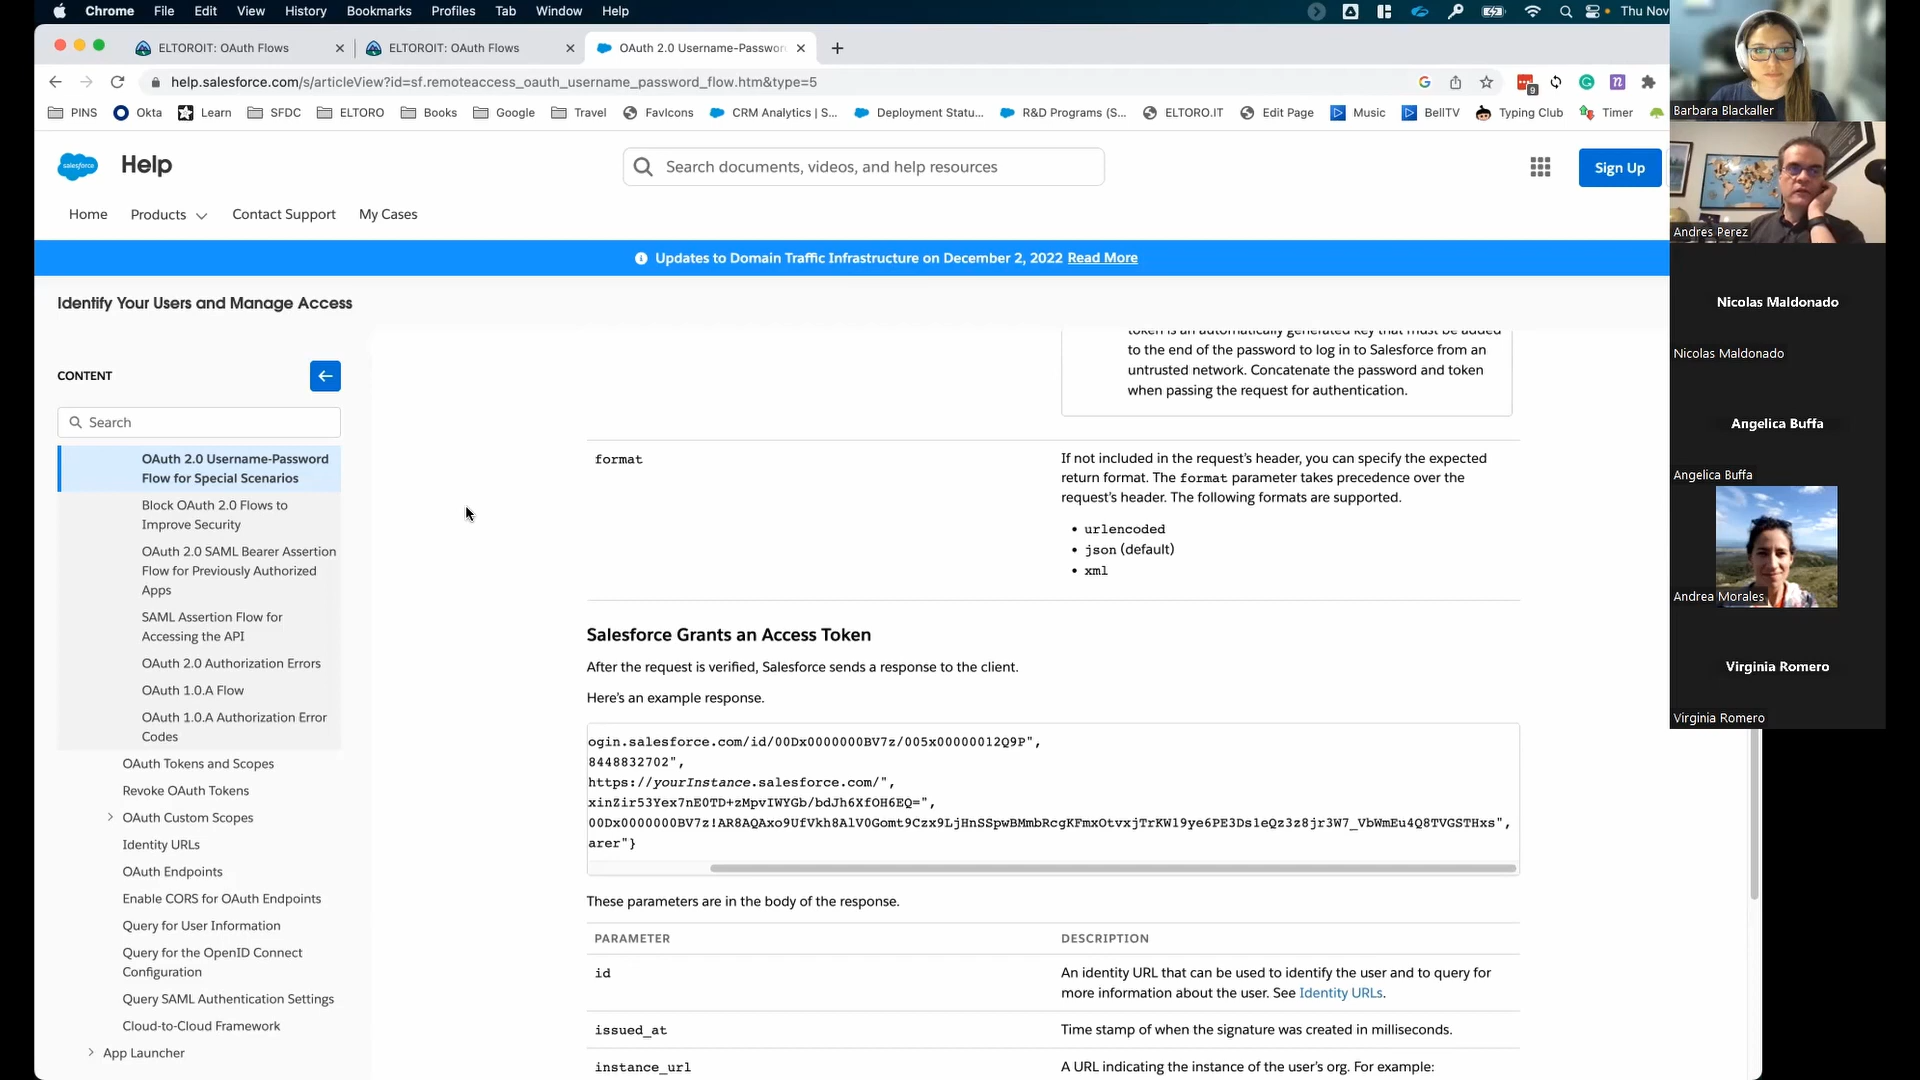 Chrome File Edit View History Bookmarks Profiles Tab Window Help
Thu Nov
ELTOROIT: OAuth Flows
ELTOROIT: OAuth Flows
OAuth 2.0 Username-Passwor
help.salesforce.com/s/articleView?id=sf.remoteaccess_oauth_username_password_flow.htm&type=5
9
PINS Okta Learn SFDC ELTORO Books Google Travel FavIcons CRM Analytics | S... Deployment Statu... R&D Programs (S... ELTORO.IT Edit Page Music BellTV Typing Club Timer
salesforce
Help
Search documents, videos, and help resources
Sign Up
Home Products Contact Support My Cases
Updates to Domain Traffic Infrastructure on December 2, 2022 Read More
Identify Your Users and Manage Access
CONTENT
Search
OAuth 2.0 Username-Password
Flow for Special Scenarios
Block OAuth 2.0 Flows to
Improve Security
OAuth 2.0 SAML Bearer Assertion
Flow for Previously Authorized
Apps
SAML Assertion Flow for
Accessing the API
OAuth 2.0 Authorization Errors
OAuth 1.0.A Flow
OAuth 1.0.A Authorization Error
Codes
OAuth Tokens and Scopes
Revoke OAuth Tokens
OAuth Custom Scopes
Identity URLs
OAuth Endpoints
Enable CORS for OAuth Endpoints
Query for User Information
Query for the OpenID Connect
Configuration
Query SAML Authentication Settings
Cloud-to-Cloud Framework
App Launcher
token is an automatically generated key that must be added
to the end of the password to log in to Salesforce from an
untrusted network. Concatenate the password and token
when passing the request for authentication.
format
If not included in the request's header, you can specify the expected
return format. The format parameter takes precedence over the
request's header. The following formats are supported.
• urlencoded
• json (default)
• xml
Salesforce Grants an Access Token
After the request is verified, Salesforce sends a response to the client.
Here's an example response.
ogin.salesforce.com/id/00Dx0000000BV7z/005x00000012Q9P",
8448832702",
https://yourInstance.salesforce.com/",
xinZir53Yex7nE0TD+zMpvIWYGb/bdJh6XfOH6EQ=",
00Dx0000000BV7z!AR8AQAxo9UfVkh8AlV0Gomt9Czx9LjHnSSpwBMmbRcgKFmxOtvxjTrKW19ye6PE3Ds1eQz3z8jr3W7_VbWmEu4Q8TVGSTHxs",
arer"}
These parameters are in the body of the response.
PARAMETER DESCRIPTION
id
An identity URL that can be used to identify the user and to query for
more information about the user. See Identity URLs.
issued_at Time stamp of when the signature was created in milliseconds.
instance_url A URL indicating the instance of the user's org. For example:
Barbara Blackaller
Andres Perez
Nicolas Maldonado
Nicolas Maldonado
Angelica Buffa
Angelica Buffa
Andrea Morales
Virginia Romero
Virginia Romero